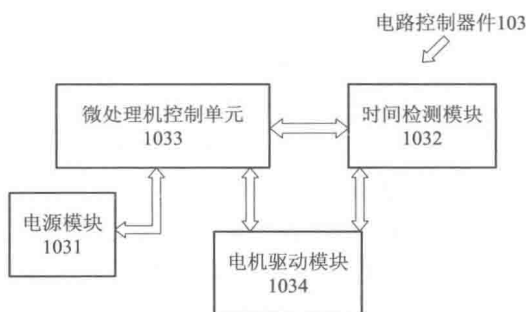 电路控制器件103
微处理机控制单元
1033
时间检测模块
1032
电源模块
1031
电机驱动模块
1034